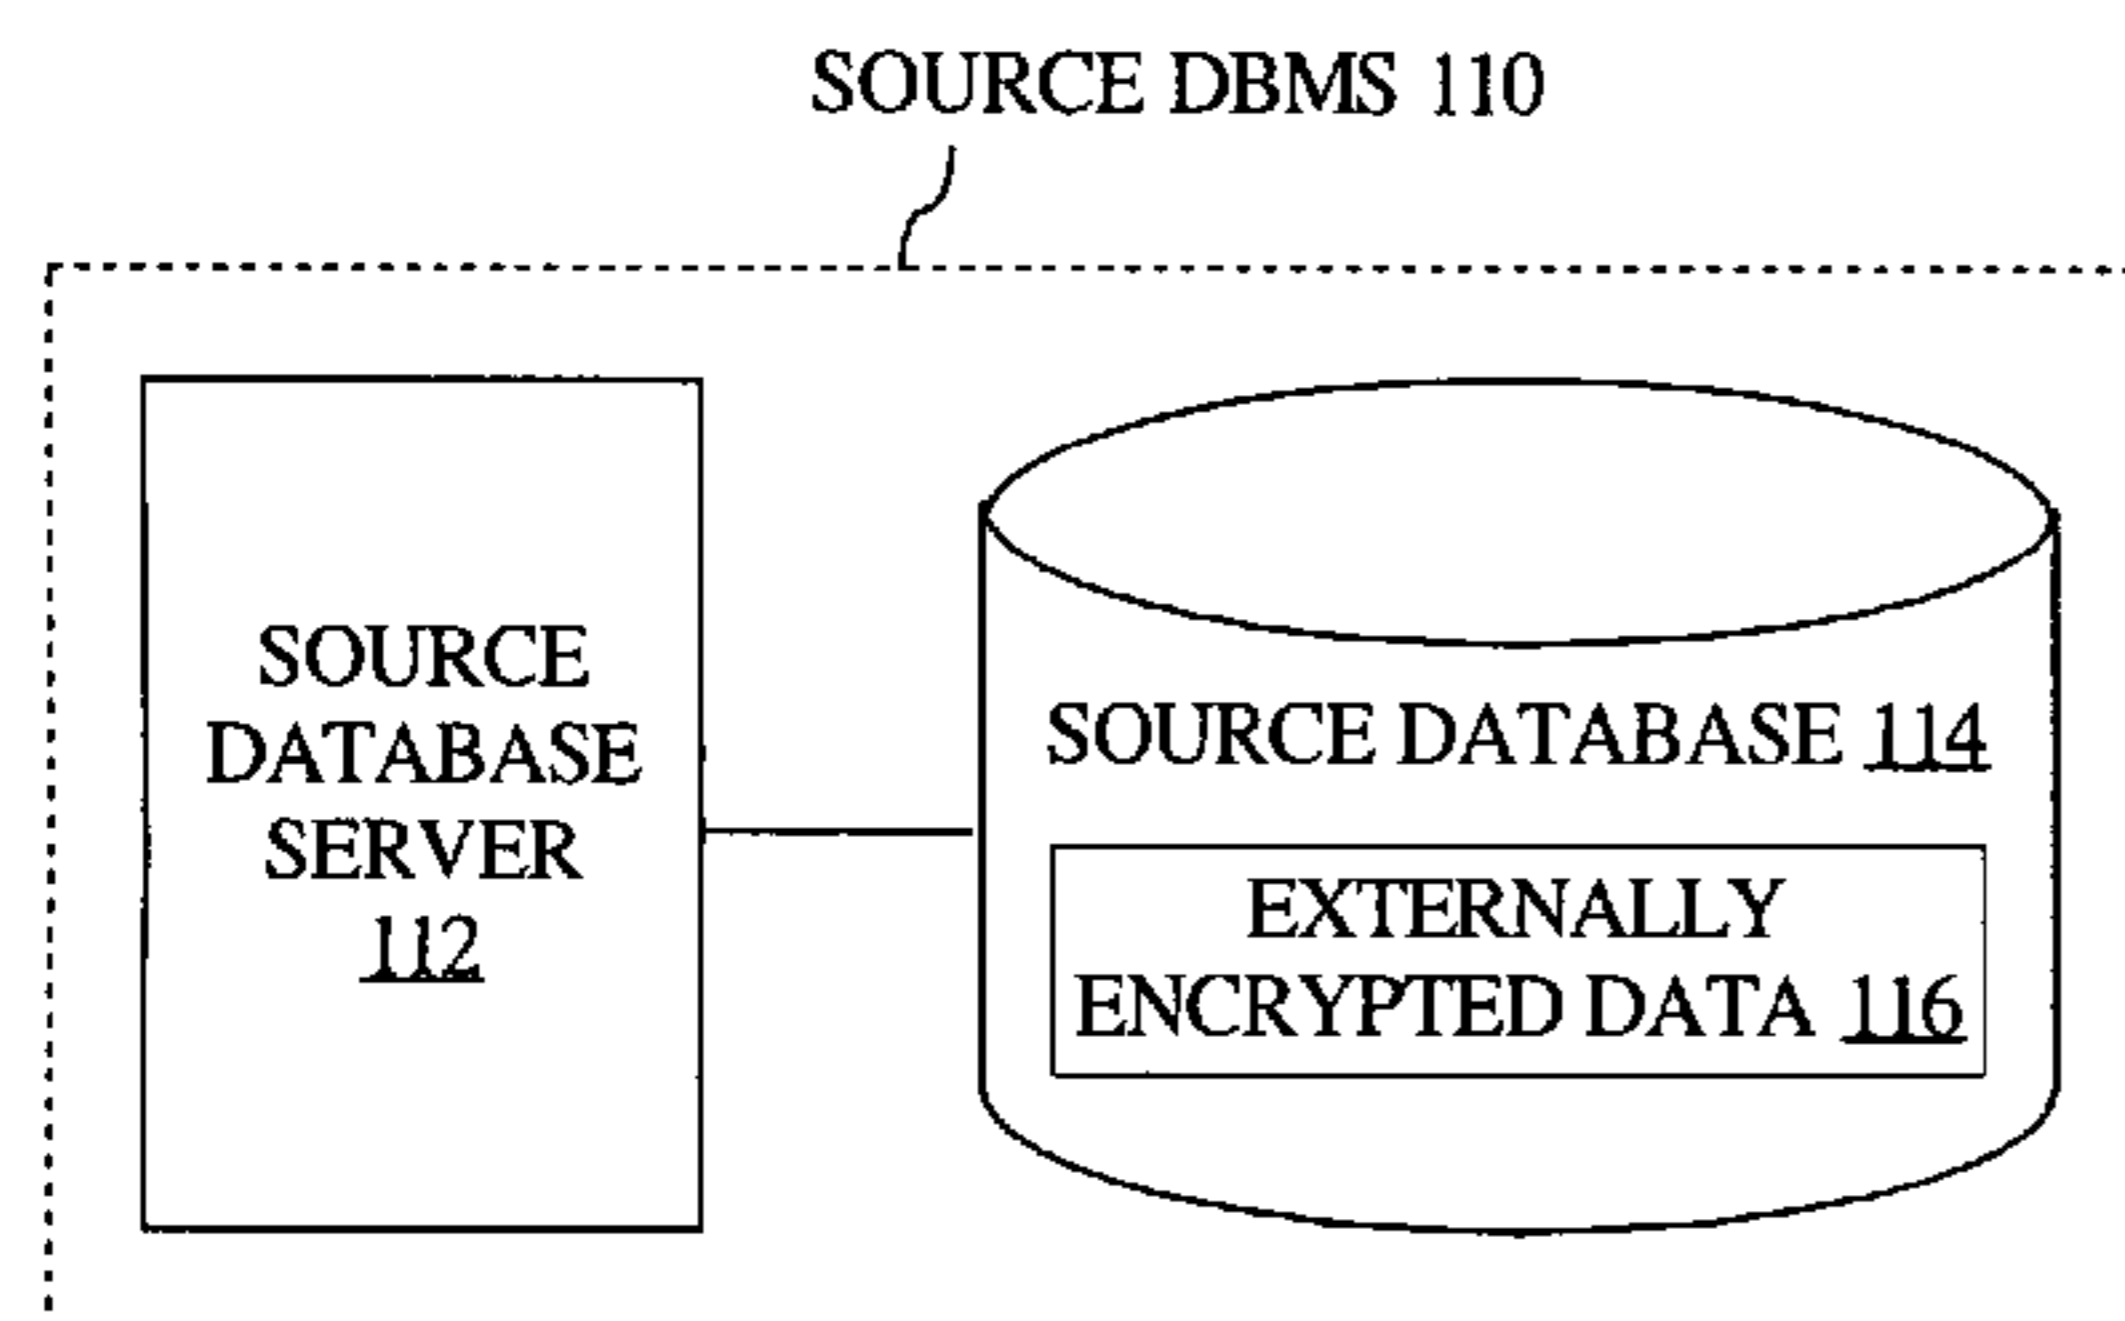 SOURCE DBMS 110
SOURCE
DATABASE
SERVER
112
SOURCE DATABASE 114
EXTERNALLY
ENCRYPTED DATA 116